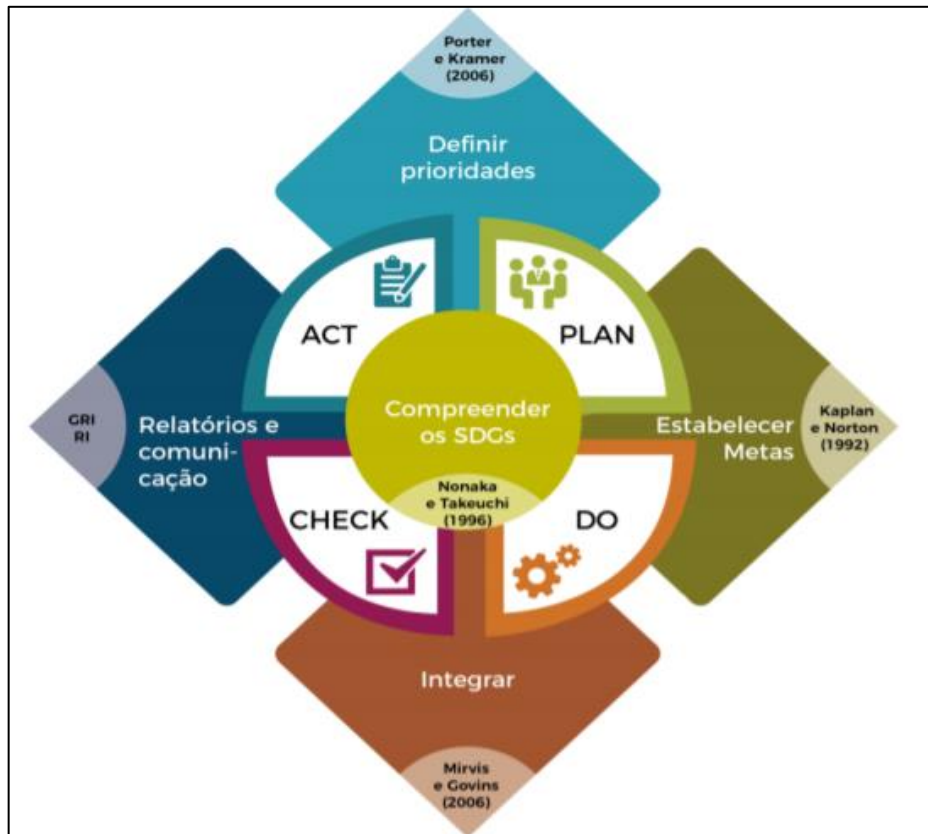 Porter
e Kramer
(2006)
Definir
prioridades
ACT
PLAN
GRI
RI
Relatórios e
comuni-
cação
Compreender
os SDGs
Nonaka
e Takeuchi
(1996)
Estabelecer
Metas
Kaplan
e Norton
(1992)
CHECK
DO
Integrar
Mirvis
e Govins
(2006)